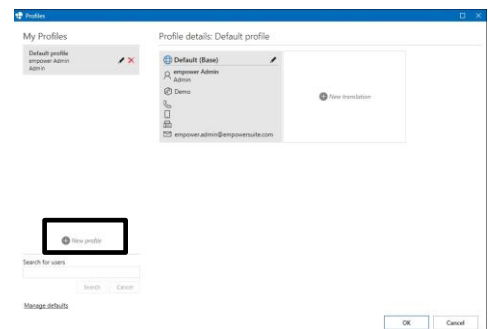 Profiles
My Profiles
Default profile
empower Admin
Admin
New profile
Search for users
Search
Cancel
Manage defaults
Profile details: Default profile
Default (Base)
empower Admin
Admin
Demo
empower.admin@empowersuite.com
New translation
OK
Cancel